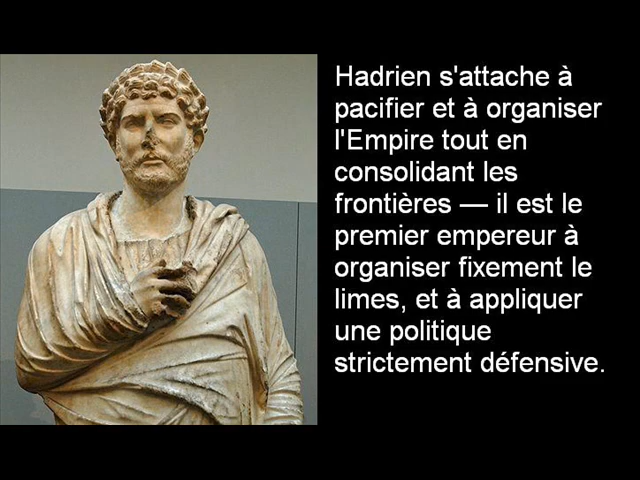 Hadrien s'attache à
pacifier et à organiser
l'Empire tout en
consolidant les
frontières — il est le
premier empereur à
organiser fixement le
limes, et à appliquer
une politique
strictement défensive.